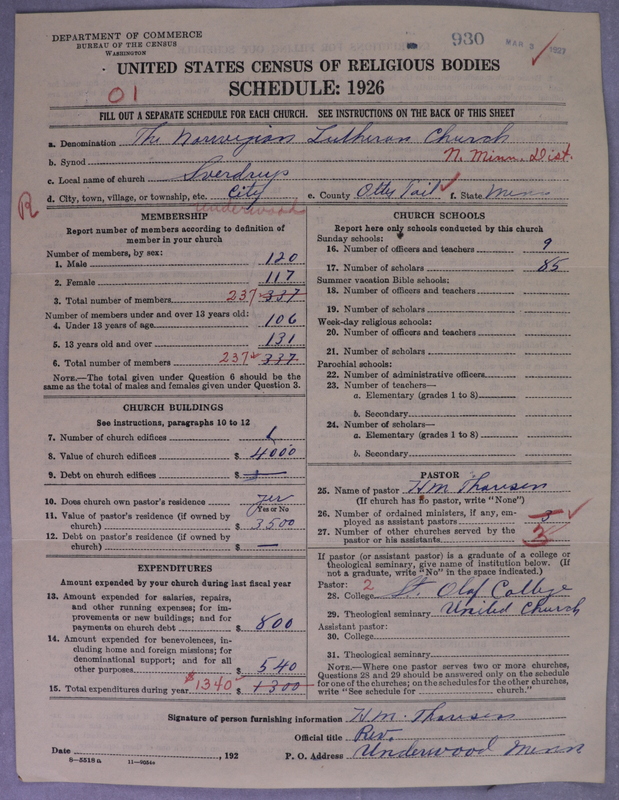 DEPARTMENT OF COMMERCE
BUREAU OF THE CENSUS
WASHINGTON
930
MAR 3 1927
UNITED STATES CENSUS OF RELIGIOUS BODIES
SCHEDULE: 1926
01
FILL OUT A SEPARATE SCHEDULE FOR EACH CHURCH. SEE INSTRUCTIONS ON THE BACK OF THIS SHEET
a. Denomination The Norwegian Lutheran Church
b. Synod N. Minn. Dist.
c. Local name of church Sverdrup
d. City, town, village, or township, etc. City e. County Otter Tail f. State Minn
R
Underwood
MEMBERSHIP
Report number of members according to definition of member in your church
Number of members, by sex:
1. Male 120
2. Female 117
3. Total number of members 237 337
Number of members under and over 13 years old:
4. Under 13 years of age 106
5. 13 years old and over 131
6. Total number of members 237 337
NOTE.—The total given under Question 6 should be the
same as the total of males and females given under Question 3.
CHURCH BUILDINGS
See instructions, paragraphs 10 to 12
7. Number of church edifices 1
8. Value of church edifices $ 4000
9. Debt on church edifices $ —
10. Does church own pastor's residence? Yes
Yes or No
11. Value of pastor's residence (if owned by
church) $ 3500
12. Debt on pastor's residence (if owned by
church) $ —
EXPENDITURES
Amount expended by your church during last fiscal year
13. Amount expended for salaries, repairs,
and other running expenses; for im-
provements or new buildings; and for
payments on church debt $ 800
14. Amount expended for benevolences, in-
cluding home and foreign missions; for
denominational support; and for all
other purposes $ 540
15. Total expenditures during year $1340 $ 1300
CHURCH SCHOOLS
Report here only schools conducted by this church
Sunday schools:
16. Number of officers and teachers 9
17. Number of scholars 85
Summer vacation Bible schools:
18. Number of officers and teachers
19. Number of scholars
Week-day religious schools:
20. Number of officers and teachers
21. Number of scholars
Parochial schools:
22. Number of administrative officers
23. Number of teachers—
a. Elementary (grades 1 to 8)
b. Secondary
24. Number of scholars—
a. Elementary (grades 1 to 8)
b. Secondary
PASTOR
25. Name of pastor H.M. Thoresen
(If church has no pastor, write "None")
26. Number of ordained ministers, if any, em-
ployed as assistant pastors
27. Number of other churches served by the
pastor or his assistants 3
If pastor (or assistant pastor) is a graduate of a college or
theological seminary, give name of institution below. (If
not a graduate, write "No" in the space indicated.)
Pastor: 2
28. College St. Olaf College
29. Theological seminary United Church
Assistant pastor:
30. College
31. Theological seminary
NOTE.—Where one pastor serves two or more churches,
Questions 28 and 29 should be answered only on the schedule
for one of the churches; on the schedules for the other churches,
write "See schedule for church."
Signature of person furnishing information H.M. Thoresen
Official title Rev.
Date , 192 P. O. Address Underwood Minn
8—5518a 11—9054